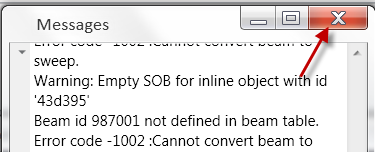 Messages
Error code -1002 :Cannot convert beam to
sweep.
Warning: Empty SOB for inline object with id
'43d395'
Beam id 987001 not defined in beam table.
Error code -1002 :Cannot convert beam to